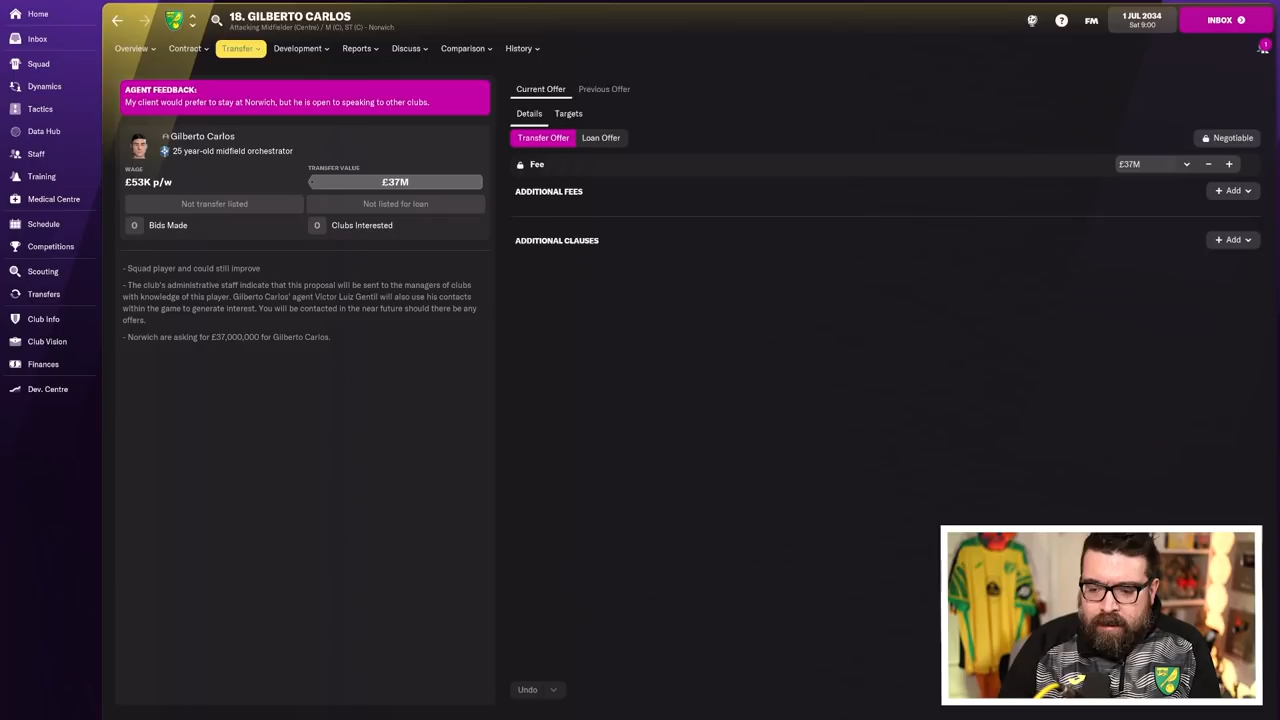 Home
Inbox
Squad
Dynamics
Tactics
Data Hub
Staff
Training
Medical Centre
Schedule
Competitions
Scouting
Transfers
Club Info
Club Vision
Finances
Dev. Centre
18. GILBERTO CARLOS
Attacking Midfielder (Centre) / M (C), ST (C) - Norwich
FM
1 JUL 2034
Sat 9:00
INBOX
1
Overview
Contract
Transfer
Development
Reports
Discuss
Comparison
History
AGENT FEEDBACK:
My client would prefer to stay at Norwich, but he is open to speaking to other clubs.
Gilberto Carlos
25 year-old midfield orchestrator
WAGE
£53K p/w
TRANSFER VALUE
£37M
Not transfer listed
Not listed for loan
0 Bids Made
0 Clubs Interested
- Squad player and could still improve
- The club's administrative staff indicate that this proposal will be sent to the managers of clubs
with knowledge of this player. Gilberto Carlos' agent Victor Luiz Gentil will also use his contacts
within the game to generate interest. You will be contacted in the near future should there be any
offers.
- Norwich are asking for £37,000,000 for Gilberto Carlos.
Current Offer
Previous Offer
Details
Targets
Transfer Offer
Loan Offer
Negotiable
Fee
£37M
ADDITIONAL FEES
+ Add
ADDITIONAL CLAUSES
+ Add
Undo